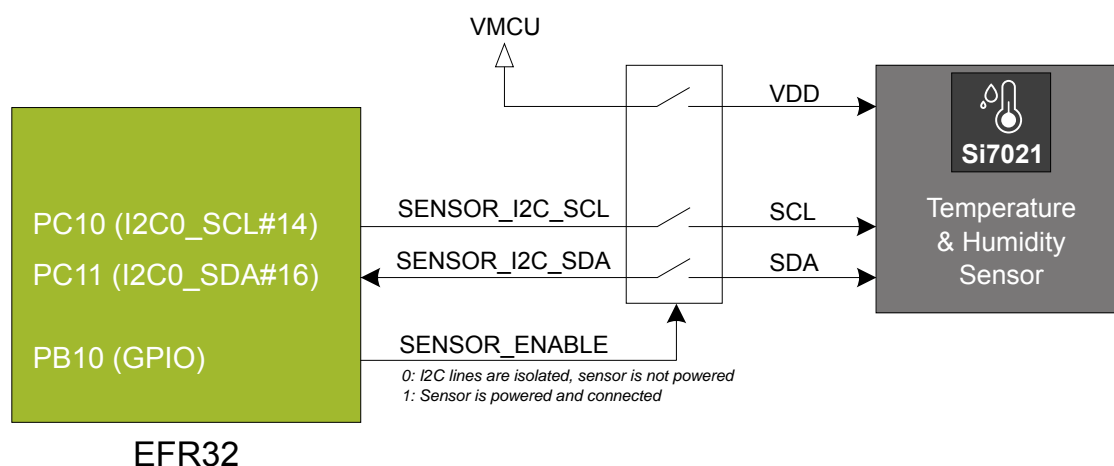 VMCU
VDD
Si7021
PC10 (I2C0_SCL#14)
SENSOR_I2C_SCL
SCL
Temperature
& Humidity
Sensor
PC11 (I2C0_SDA#16)
SENSOR_I2C_SDA
SDA
PB10 (GPIO)
SENSOR_ENABLE
0: I2C lines are isolated, sensor is not powered
1: Sensor is powered and connected
EFR32